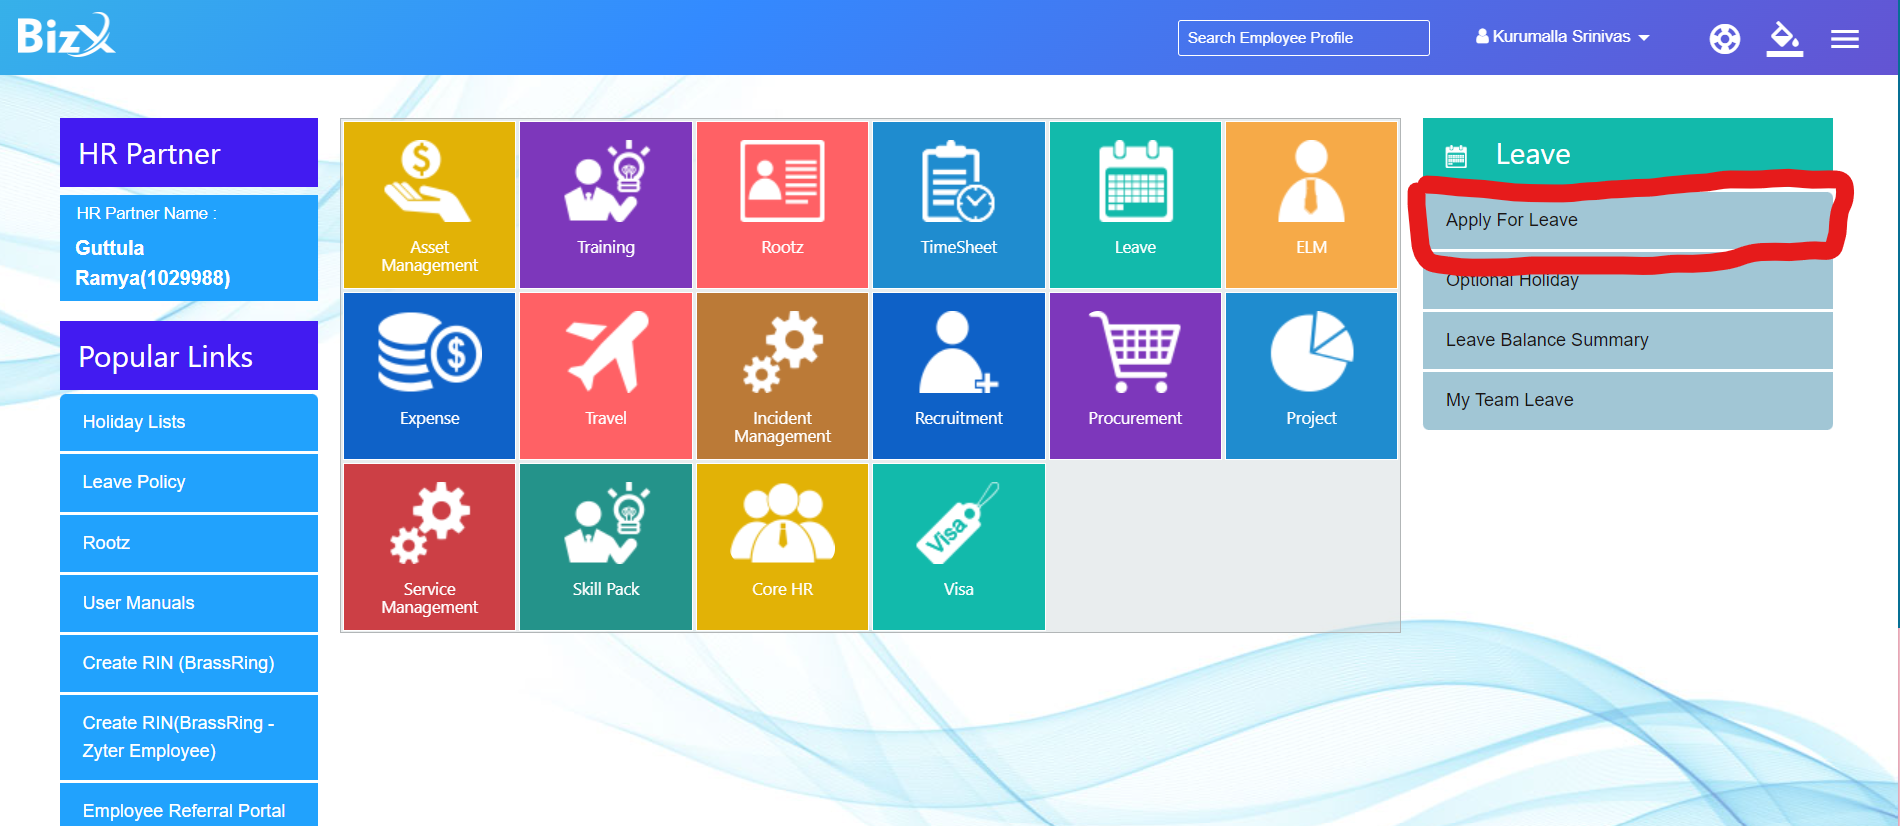 BizX
Search Employee Profile
Kurumalla Srinivas
HR Partner
HR Partner Name :
Guttula
Ramya(1029988)
Popular Links
Holiday Lists
Leave Policy
Rootz
User Manuals
Create RIN (BrassRing)
Create RIN(BrassRing -
Zyter Employee)
Employee Referral Portal
Asset
Management
Training
Rootz
TimeSheet
Leave
ELM
Expense
Travel
Incident
Management
Recruitment
Procurement
Project
Service
Management
Skill Pack
Core HR
Visa
Visa
Leave
Apply For Leave
Optional Holiday
Leave Balance Summary
My Team Leave